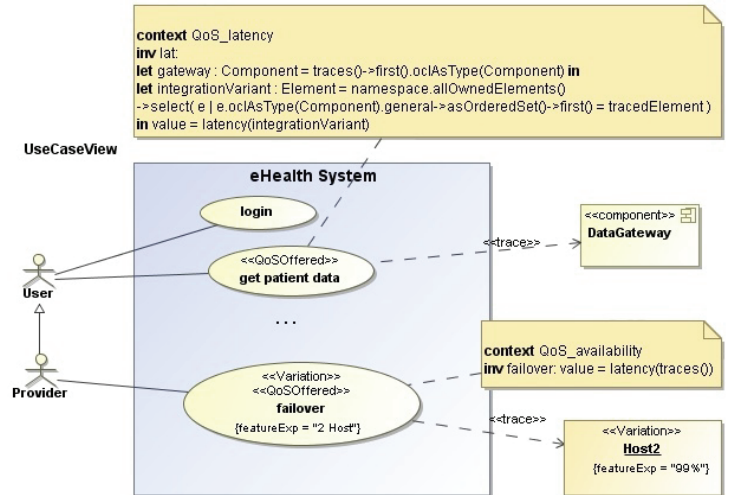 context QoS_latency
inv lat:
let gateway : Component = traces()->first().oclAsType(Component) in
let integrationVariant : Element = namespace.allOwnedElements()
->select( e | e.oclAsType(Component).general->asOrderedSet()->first() = tracedElement )
in value = latency(integrationVariant)
UseCaseView
eHealth System
login
<<QoSOffered>>
get patient data
<<trace>>
<<component>>
DataGateway
User
...
context QoS_availability
inv failover: value = latency(traces())
Provider
<<Variation>>
<<QoSOffered>>
failover
{featureExp = "2 Host"}
<<trace>>
<<Variation>>
Host2
{featureExp = "99%"}